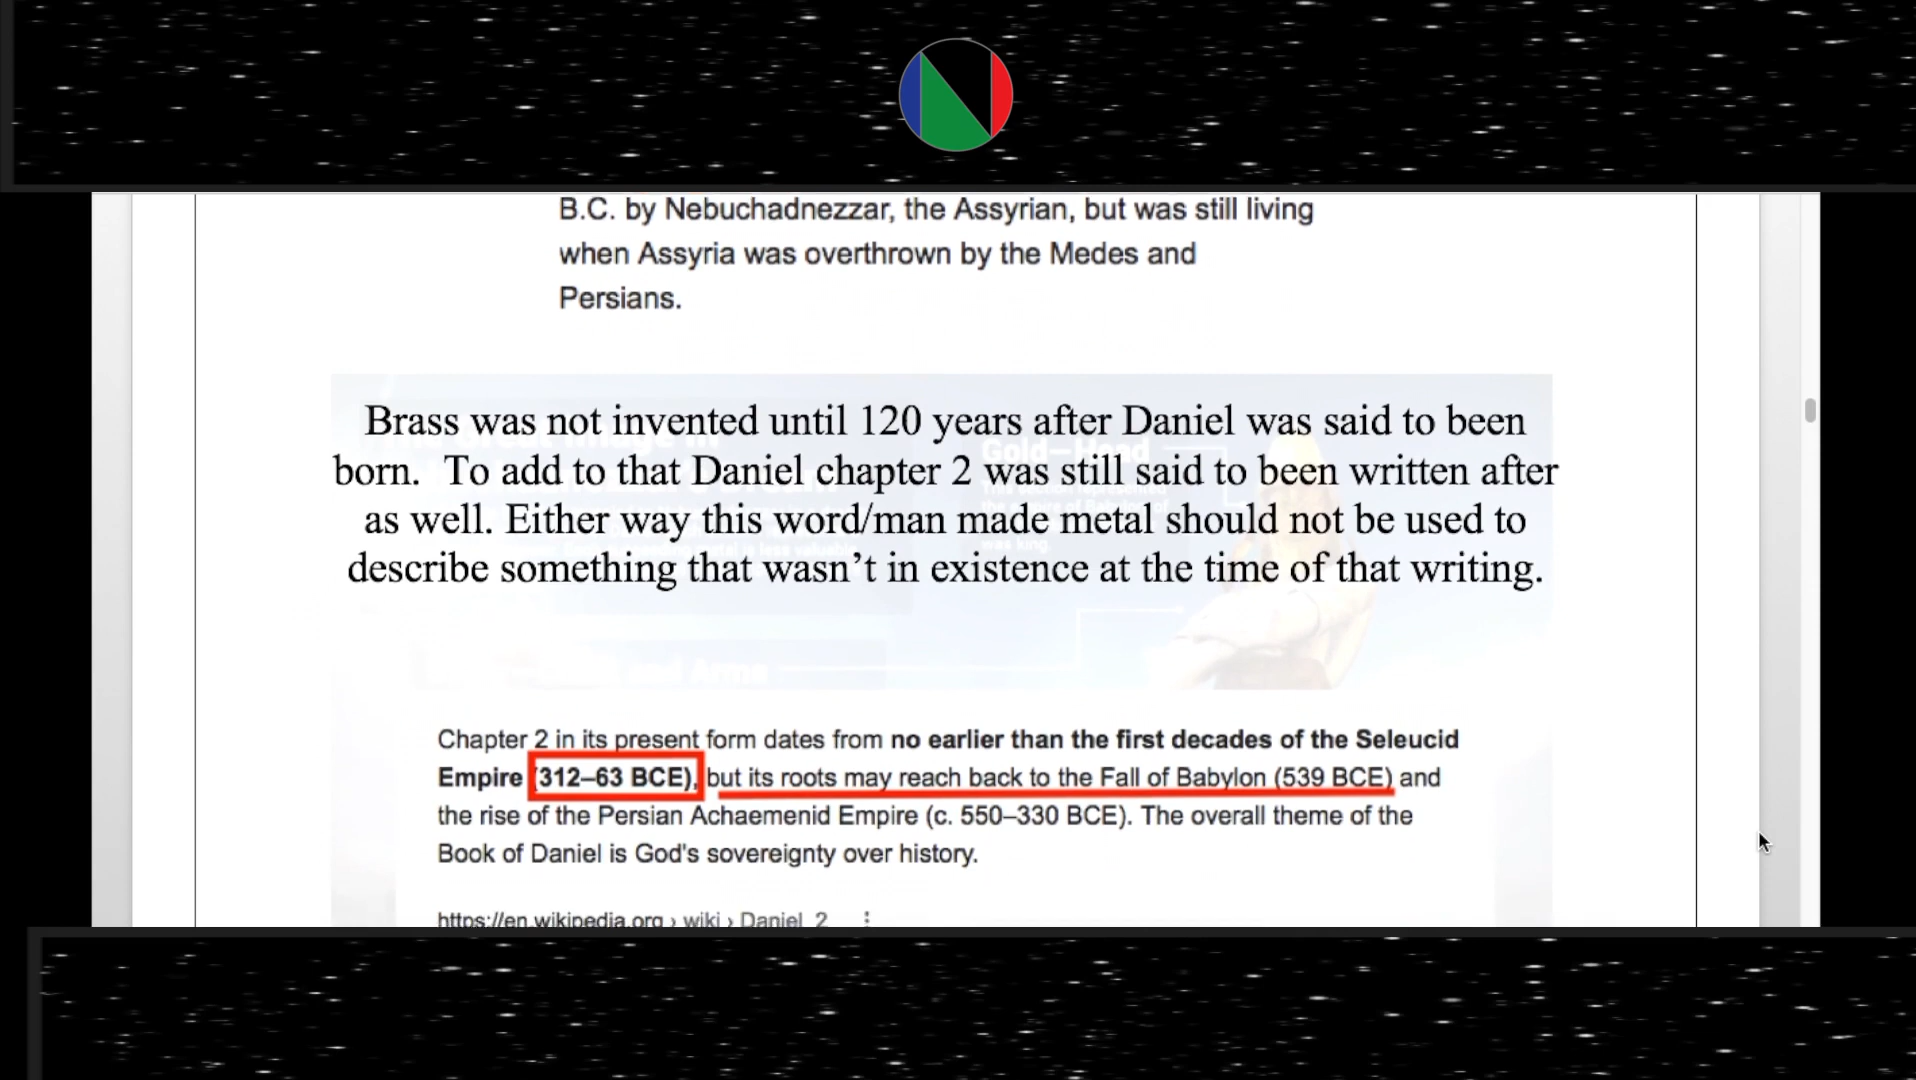 B.C. by Nebuchadnezzar, the Assyrian, but was still living
when Assyria was overthrown by the Medes and
Persians.
Brass was not invented until 120 years after Daniel was said to been
born.  To add to that Daniel chapter 2 was still said to been written after
as well. Either way this word/man made metal should not be used to
describe something that wasn’t in existence at the time of that writing.
Gold—Head
and Arms
Chapter 2 in its present form dates from no earlier than the first decades of the Seleucid
Empire (312–63 BCE), but its roots may reach back to the Fall of Babylon (539 BCE) and
the rise of the Persian Achaemenid Empire (c. 550–330 BCE). The overall theme of the
Book of Daniel is God's sovereignty over history.
https://en.wikipedia.org › wiki › Daniel_2